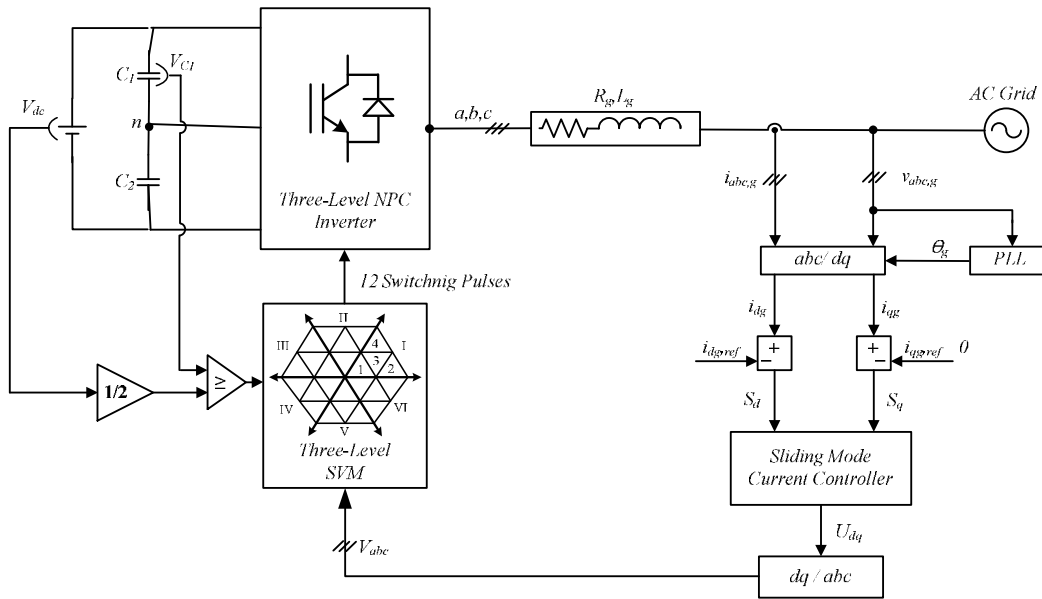 V_dc
C_1
V_C1
n
C_2
Three-Level NPC
Inverter
a,b,c
R_g,L_g
AC Grid
i_abc,g
v_abc,g
abc/ dq
θ_g
PLL
i_dg
i_qg
i_dg,ref
+
−
+
−
i_qg,ref 0
S_d
S_q
Sliding Mode
Current Controller
U_dq
dq / abc
V_abc
12 Switchnig Pulses
II
III
I
4
3
1
2
IV
VI
V
Three-Level
SVM
1/2
≥